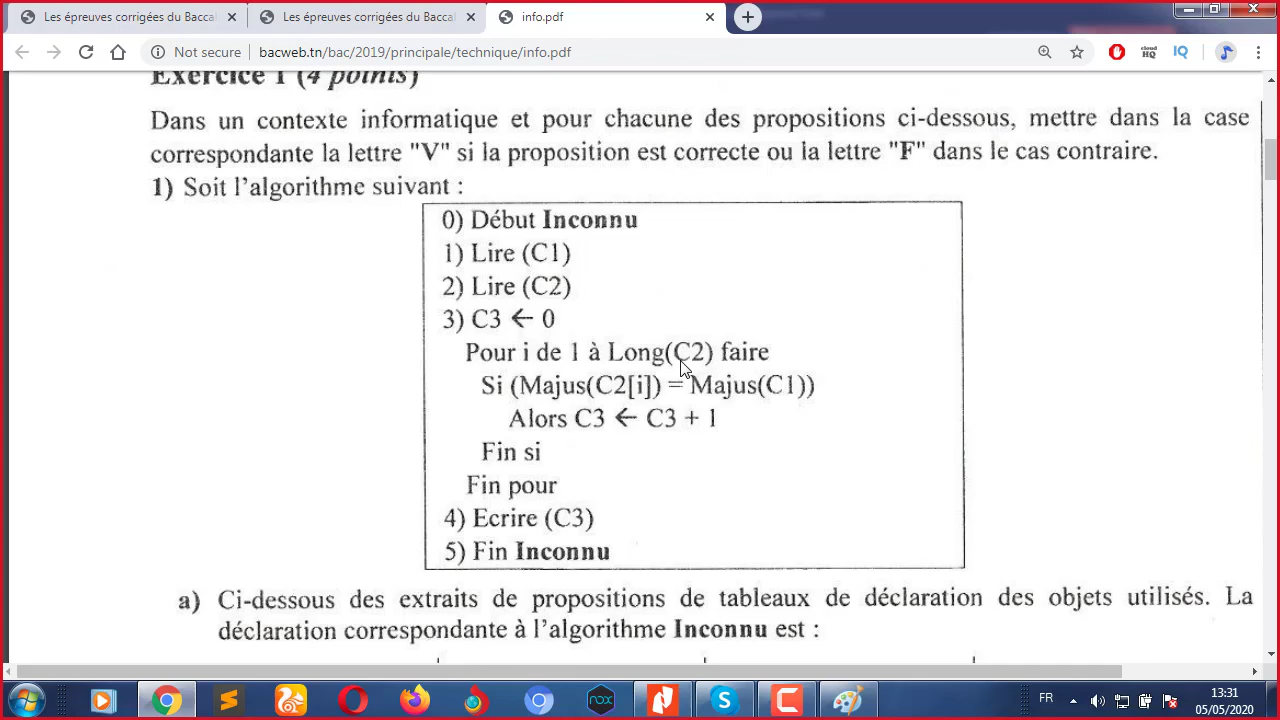 Les épreuves corrigées du Bacca
Les épreuves corrigées du Bacca
info.pdf
Not secure | bacweb.tn/bac/2019/principale/technique/info.pdf
cloud HQ
IQ
Exercice 1 (4 points)
Dans un contexte informatique et pour chacune des propositions ci-dessous, mettre dans la case
correspondante la lettre "V" si la proposition est correcte ou la lettre "F" dans le cas contraire.
1) Soit l'algorithme suivant :
0) Début Inconnu
1) Lire (C1)
2) Lire (C2)
3) C3 ← 0
Pour i de 1 à Long(C2) faire
Si (Majus(C2[i]) = Majus(C1))
Alors C3 ← C3 + 1
Fin si
Fin pour
4) Ecrire (C3)
5) Fin Inconnu
a) Ci-dessous des extraits de propositions de tableaux de déclaration des objets utilisés. La
déclaration correspondante à l'algorithme Inconnu est :
nox
FR
13:31
05/05/2020